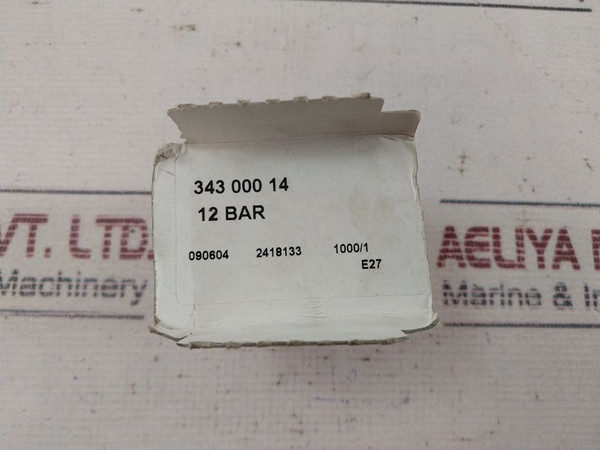 343 000 14
12 BAR
090604 2418133 1000/1
E27
VT. LTD.
Machinery
AELIYA
Marine & In